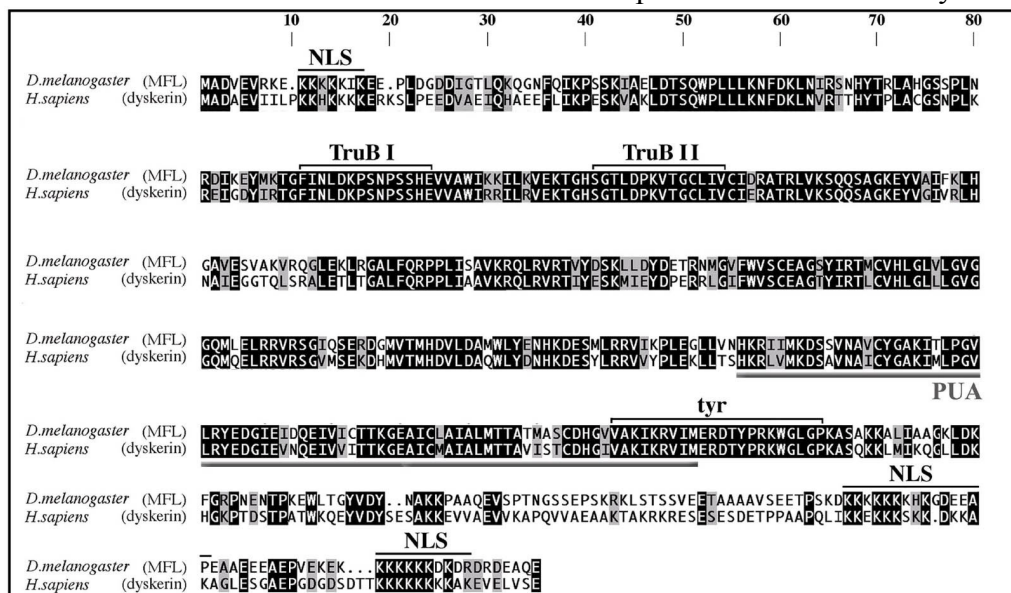 10 20 30 40 50 60 70 80
NLS
D.melanogaster (MFL) MADVEVRKE.KKKKKIKEE.PLDGDDIGTLQKQGNFQIKPSSKIAELDTSQWPLLLKNFDKLNIRSNHYTRLAHGSSPLN
H.sapiens (dyskerin) MADAEVIILPKKHKKKKERKSLPEEDVAEIQHAEEFLIKPESKVAKLDTSQWPLLLKNFDKLNVRTTHYTPLACGSNPLK
TruB I TruB II
D.melanogaster (MFL) RDIKEYMKTGFINLDKPSNPSSHEVVAWIKKILKVEKTGHSGTLDPKVTGCLIVCIDRATRLVKSQQSAGKEYVAIFKLH
H.sapiens (dyskerin) REIGDYIRTGFINLDKPSNPSSHEVVAWIRRILRVEKTGHSGTLDPKVTGCLIVCIERATRLVKSQQSAGKEYVGIVRLH
D.melanogaster (MFL) GAVESVAKVRQGLEKLRGALFQRPPLISAVKRQLRVRTVYDSKLLDYDETRNMGVFWVSCEAGSYIRTMCVHLGLVLGVG
H.sapiens (dyskerin) NAIEGGTQLSRALETLTGALFQRPPLIAAVKRQLRVRTIYESKMIEYDPERRLGIFWVSCEAGTYIRTLCVHLGLLLGVG
D.melanogaster (MFL) GQMLELRRVRSGIQSERDGMVTMHDVLDAMWLYENHKDESMLRRVIKPLEGLLVNHKRIIMKDSSVNAVCYGAKITLPGV
H.sapiens (dyskerin) GQMQELRRVRSGVMSEKDHMVTMHDVLDAQWLYDNHKDESYLRRVVYPLEKLLTSHKRLVMKDSAVNAICYGAKIMLPGV
PUA
tyr
D.melanogaster (MFL) LRYEDGIEIDQEIVICTTKGEAICLAIALMTTATMASCDHGVVAKIKRVIMERDTYPRKWGLGPKASAKKALIAAGKLDK
H.sapiens (dyskerin) LRYEDGIEVNQEIVVITTKGEAICMAIALMTTAVISTCDHGIVAKIKRVIMERDTYPRKWGLGPKASQKKLMIKQGLLDK
NLS
D.melanogaster (MFL) FGRPNENTPKEWLTGYVDY..NAKKPAAQEVSPTNGSSEPSKRKLSTSSVEETAAAAVSEETPSKDKKKKKKKHKGDEEA
H.sapiens (dyskerin) HGKPTDSTPATWKQEYVDYSESAKKEVVAEVVKAPQVVAEAAKTAKRKRESESESDETPPAAPQLIKKEKKKSKK.DKKA
NLS
D.melanogaster (MFL) PEAAEEEAEPVEKEK...KKKKKKDKDRDRDEAQE
H.sapiens (dyskerin) KAGLESGAEPGDGDSDTTKKKKKKKKAKEVELVSE